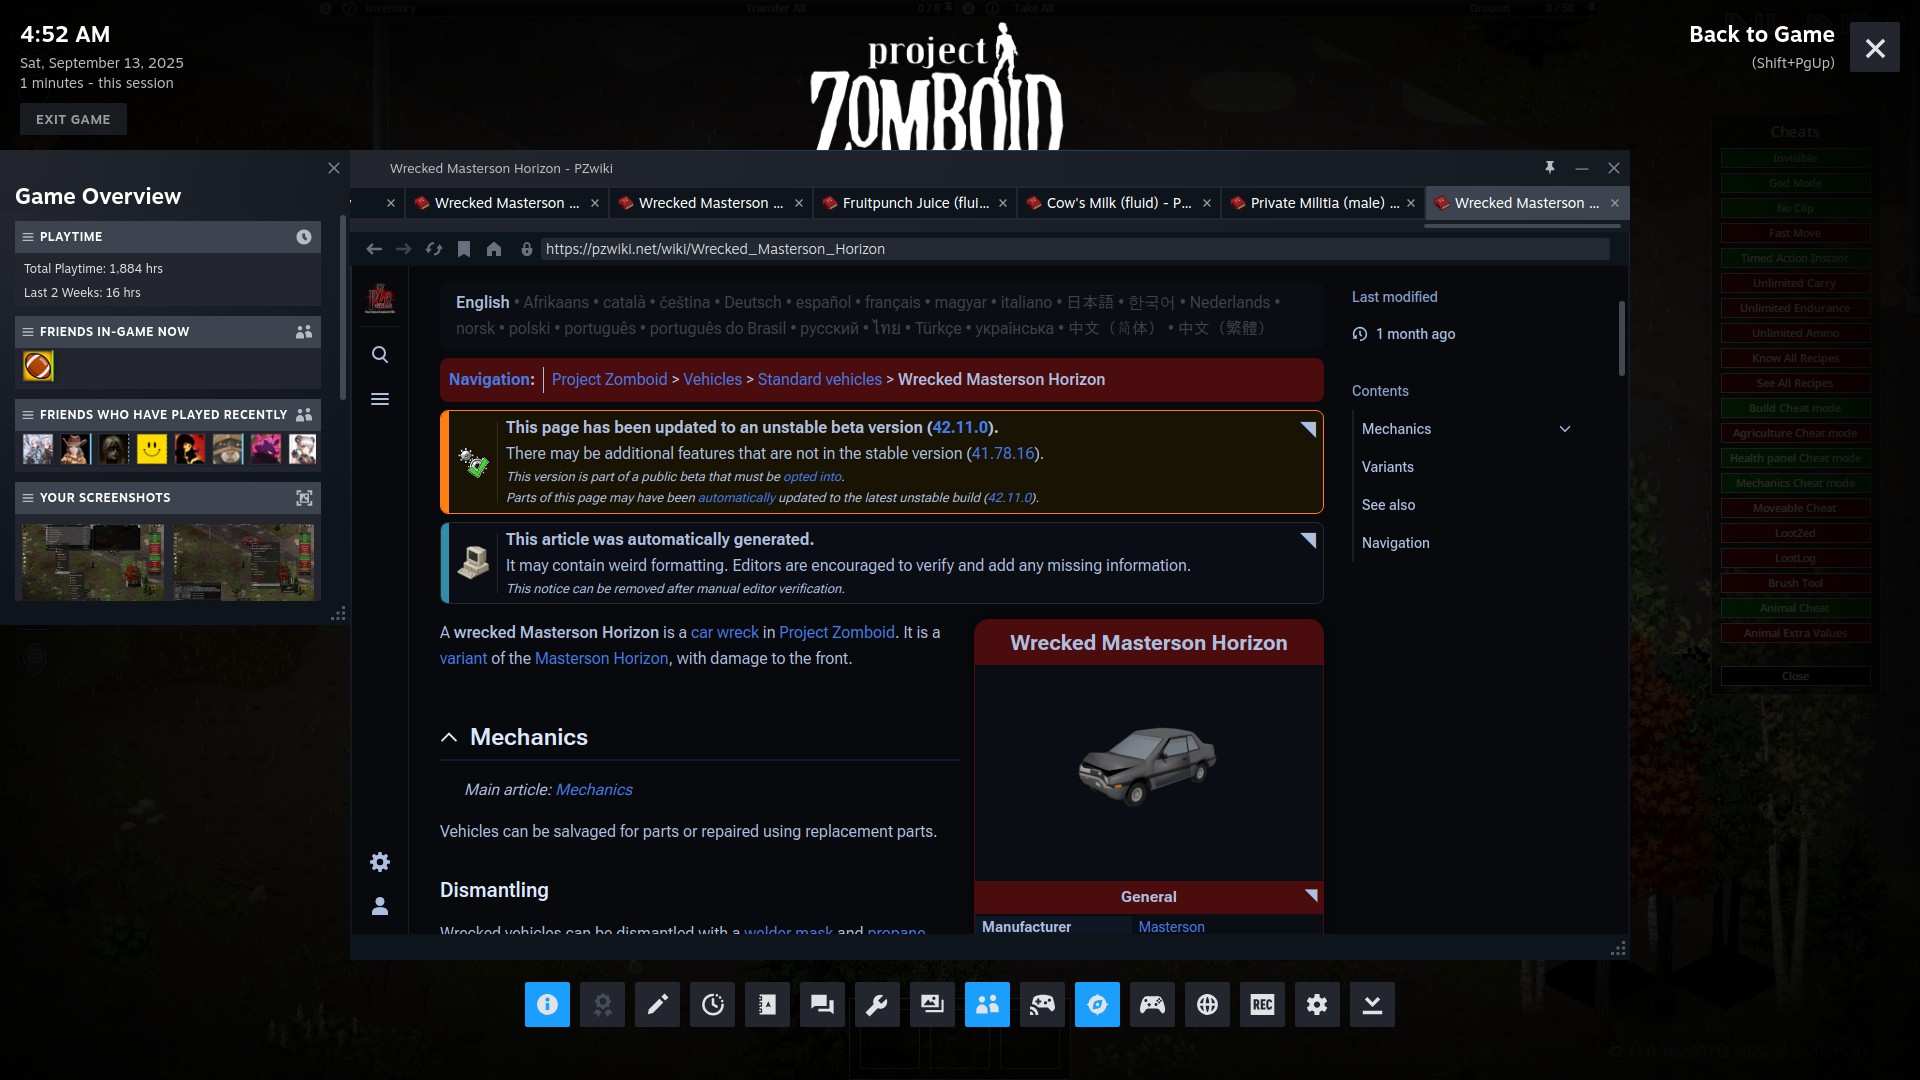 Inventory
Transfer All
0 / 8
Take All
Ground
0 / 50
4:52 AM
Sat, September 13, 2025
1 minutes - this session
EXIT GAME
project
ZOMBOID
Back to Game
(Shift+PgUp)
Game Overview
PLAYTIME
Total Playtime: 1,884 hrs
Last 2 Weeks: 16 hrs
FRIENDS IN-GAME NOW
FRIENDS WHO HAVE PLAYED RECENTLY
YOUR SCREENSHOTS
Wrecked Masterson Horizon - PZwiki
Wrecked Masterson ...
Wrecked Masterson ...
Fruitpunch Juice (flui...
Cow's Milk (fluid) - P...
Private Militia (male) ...
Wrecked Masterson ...
https://pzwiki.net/wiki/Wrecked_Masterson_Horizon
English • Afrikaans • català • čeština • Deutsch • español • français • magyar • italiano • 日本語 • 한국어 • Nederlands •
norsk • polski • português • português do Brasil • русский • ไทย • Türkçe • українська • 中文（简体） • 中文（繁體）
Navigation: Project Zomboid > Vehicles > Standard vehicles > Wrecked Masterson Horizon
This page has been updated to an unstable beta version (42.11.0).
There may be additional features that are not in the stable version (41.78.16).
This version is part of a public beta that must be opted into.
Parts of this page may have been automatically updated to the latest unstable build (42.11.0).
This article was automatically generated.
It may contain weird formatting. Editors are encouraged to verify and add any missing information.
This notice can be removed after manual editor verification.
A wrecked Masterson Horizon is a car wreck in Project Zomboid. It is a
variant of the Masterson Horizon, with damage to the front.
Mechanics
Main article: Mechanics
Vehicles can be salvaged for parts or repaired using replacement parts.
Dismantling
Wrecked vehicles can be dismantled with a welder mask and propane
Wrecked Masterson Horizon
General
Manufacturer
Masterson
Last modified
1 month ago
Contents
Mechanics
Variants
See also
Navigation
Cheats
Invisible
God Mode
No Clip
Fast Move
Timed Action Instant
Unlimited Carry
Unlimited Endurance
Unlimited Ammo
Know All Recipes
See All Recipes
Build Cheat mode
Agriculture Cheat mode
Health panel Cheat mode
Mechanics Cheat mode
Moveable Cheat
LootZed
LootLog
Brush Tool
Animal Cheat
Animal Extra Values
Close
REC